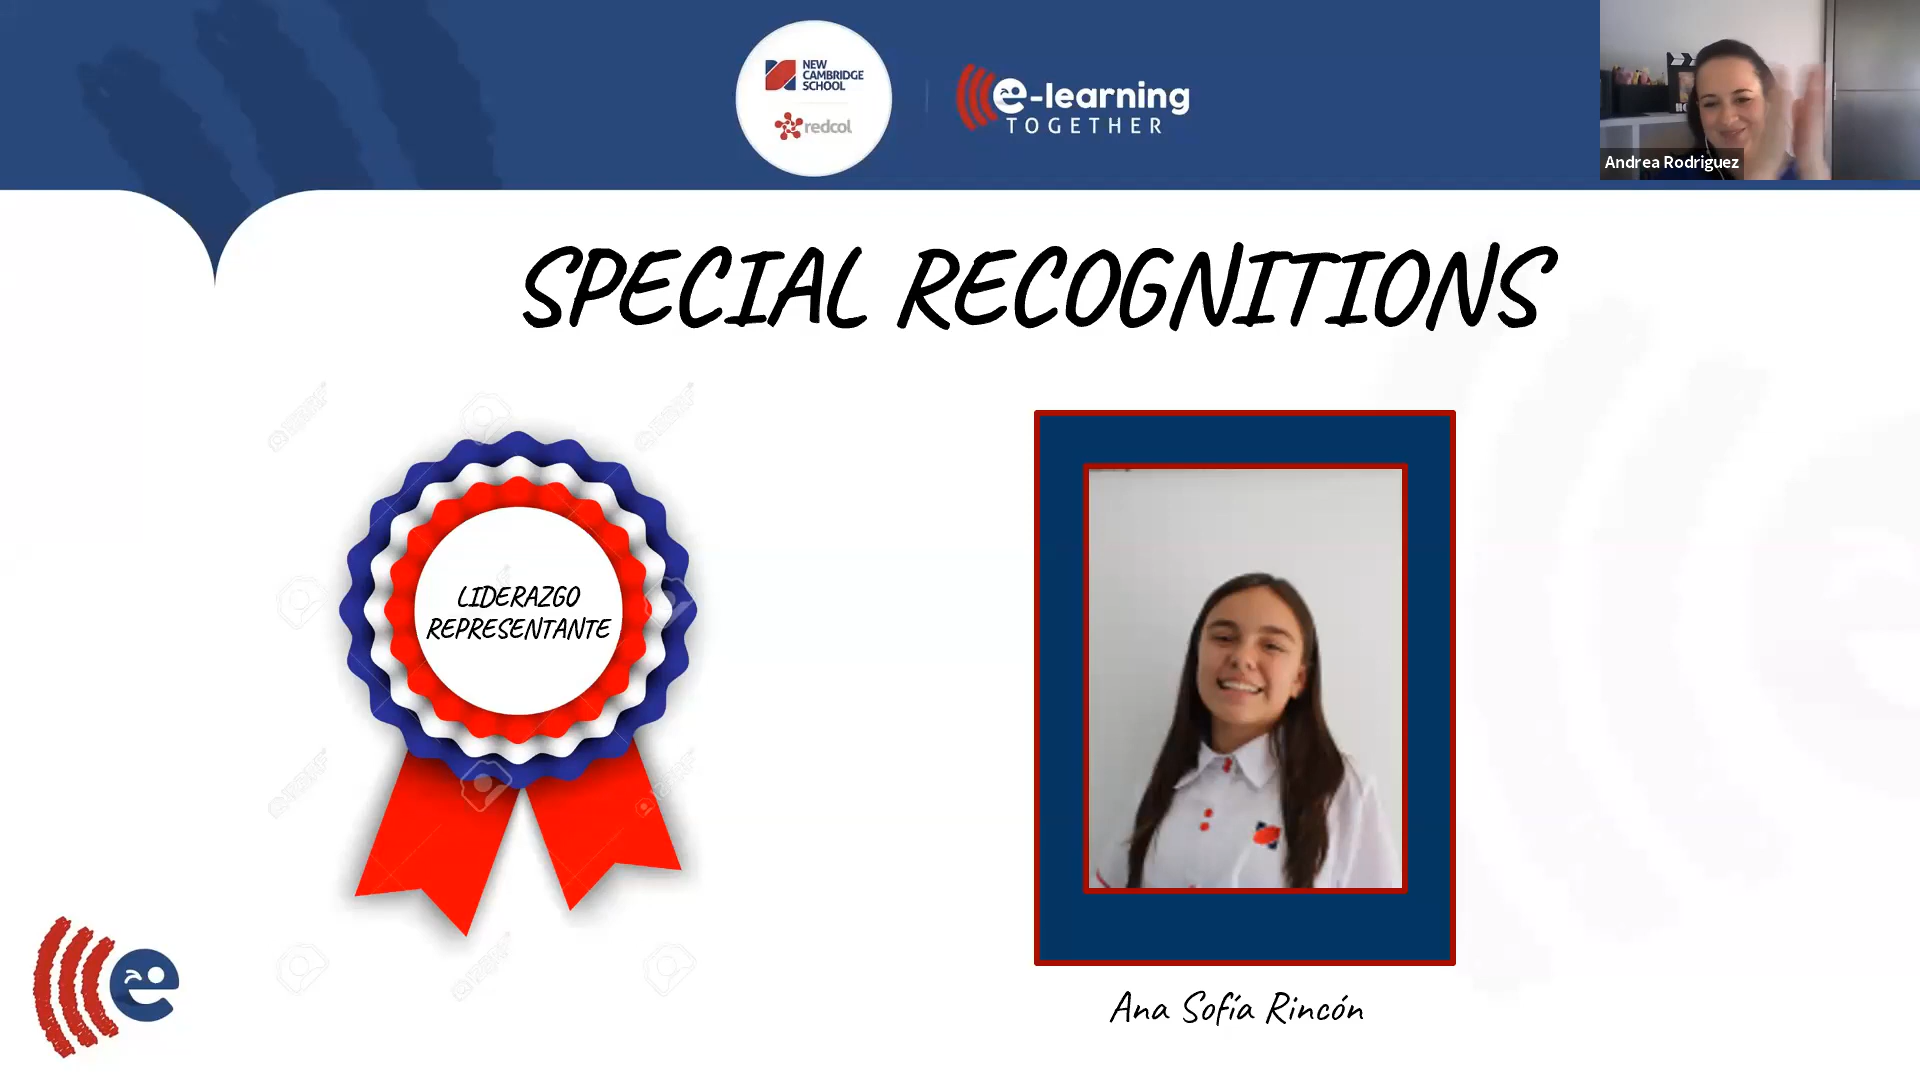 NEW
CAMBRIDGE
SCHOOL
redcol
e-learning
TOGETHER
Andrea Rodriguez
SPECIAL RECOGNITIONS
LIDERAZGO
REPRESENTANTE
Ana Sofía Rincón